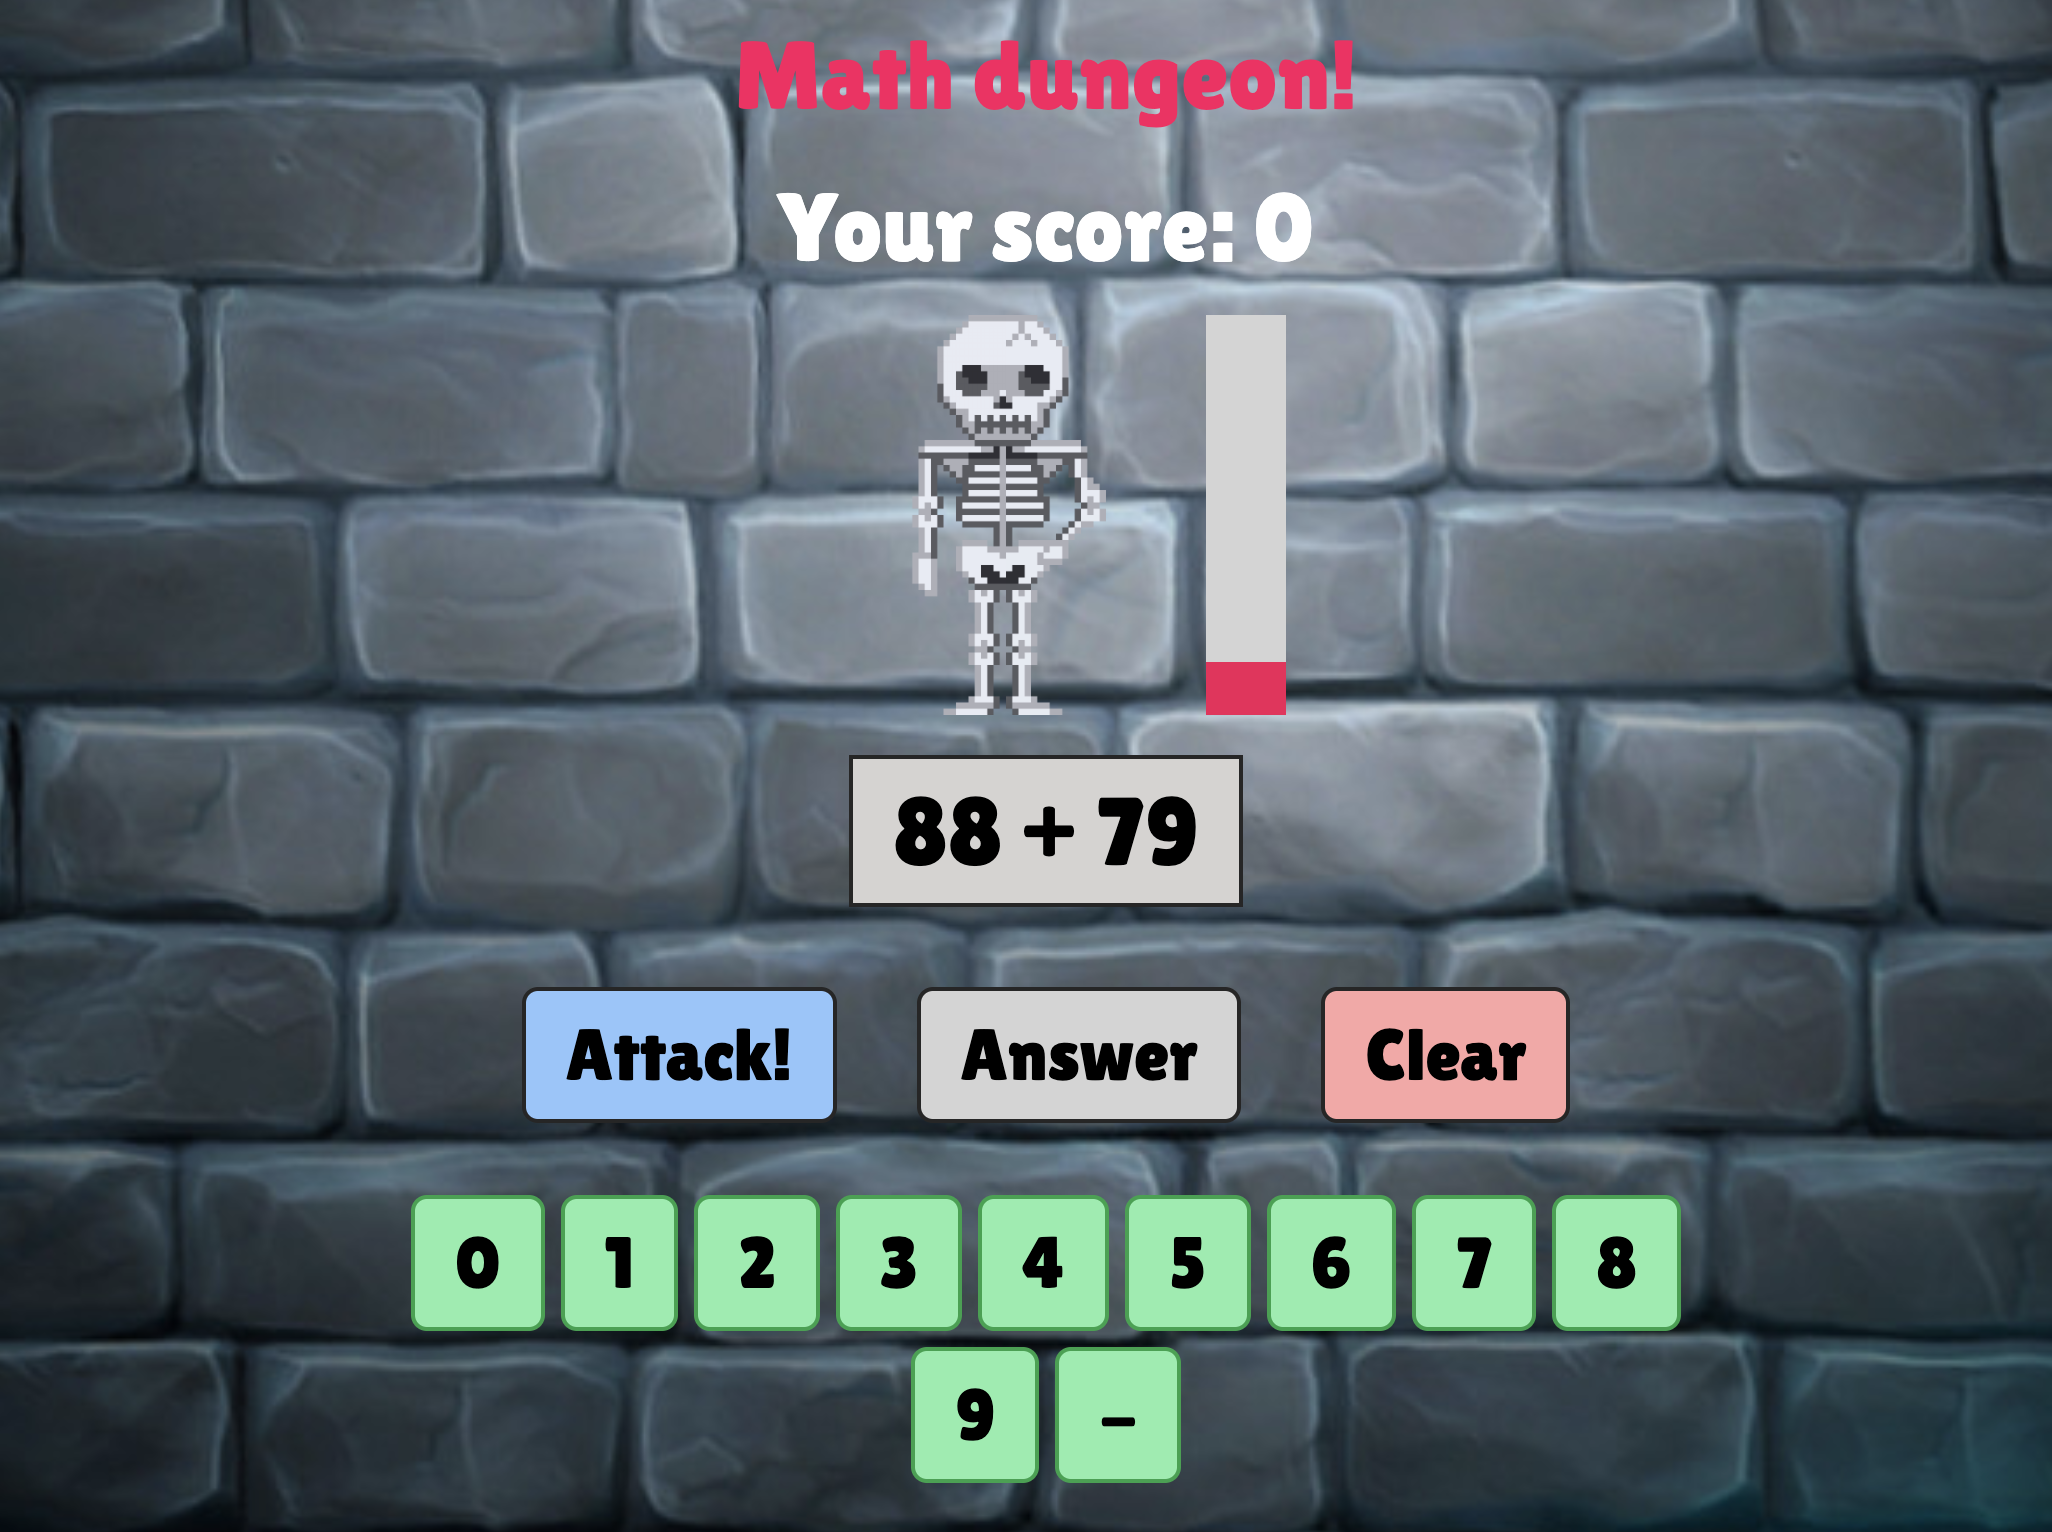 Math dungeon!
Your score: 0
88 + 79
Attack! Answer Clear
0 1 2 3 4 5 6 7 8
9 –